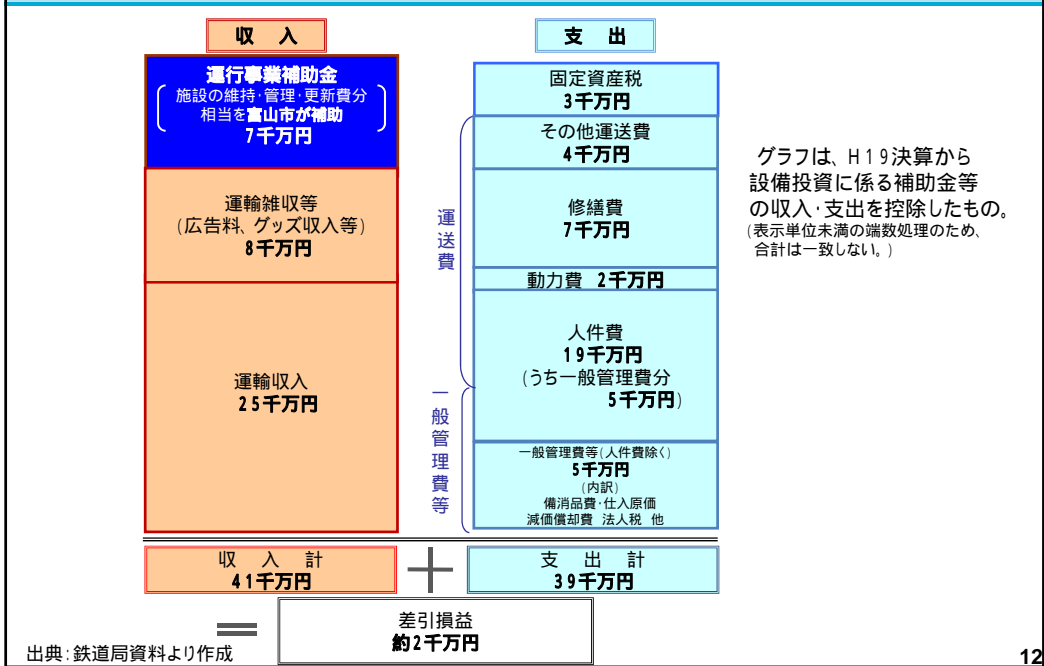 収 入
運行事業補助金
施設の維持・管理・更新費分
相当を富山市が補助
7千万円
運輸雑収等
(広告料、グッズ収入等)
8千万円
運輸収入
25千万円
支 出
固定資産税
3千万円
その他運送費
4千万円
修繕費
7千万円
動力費 2千万円
人件費
19千万円
(うち一般管理費分
5千万円)
一般管理費等(人件費除く)
5千万円
(内訳)
備消品費・仕入原価
減価償却費 法人税 他
運送費
一般管理費等
グラフは、H19決算から
設備投資に係る補助金等
の収入・支出を控除したもの。
(表示単位未満の端数処理のため、
合計は一致しない。)
収 入 計
41千万円
+
支 出 計
39千万円
=
差引損益
約2千万円
出典:鉄道局資料より作成
12